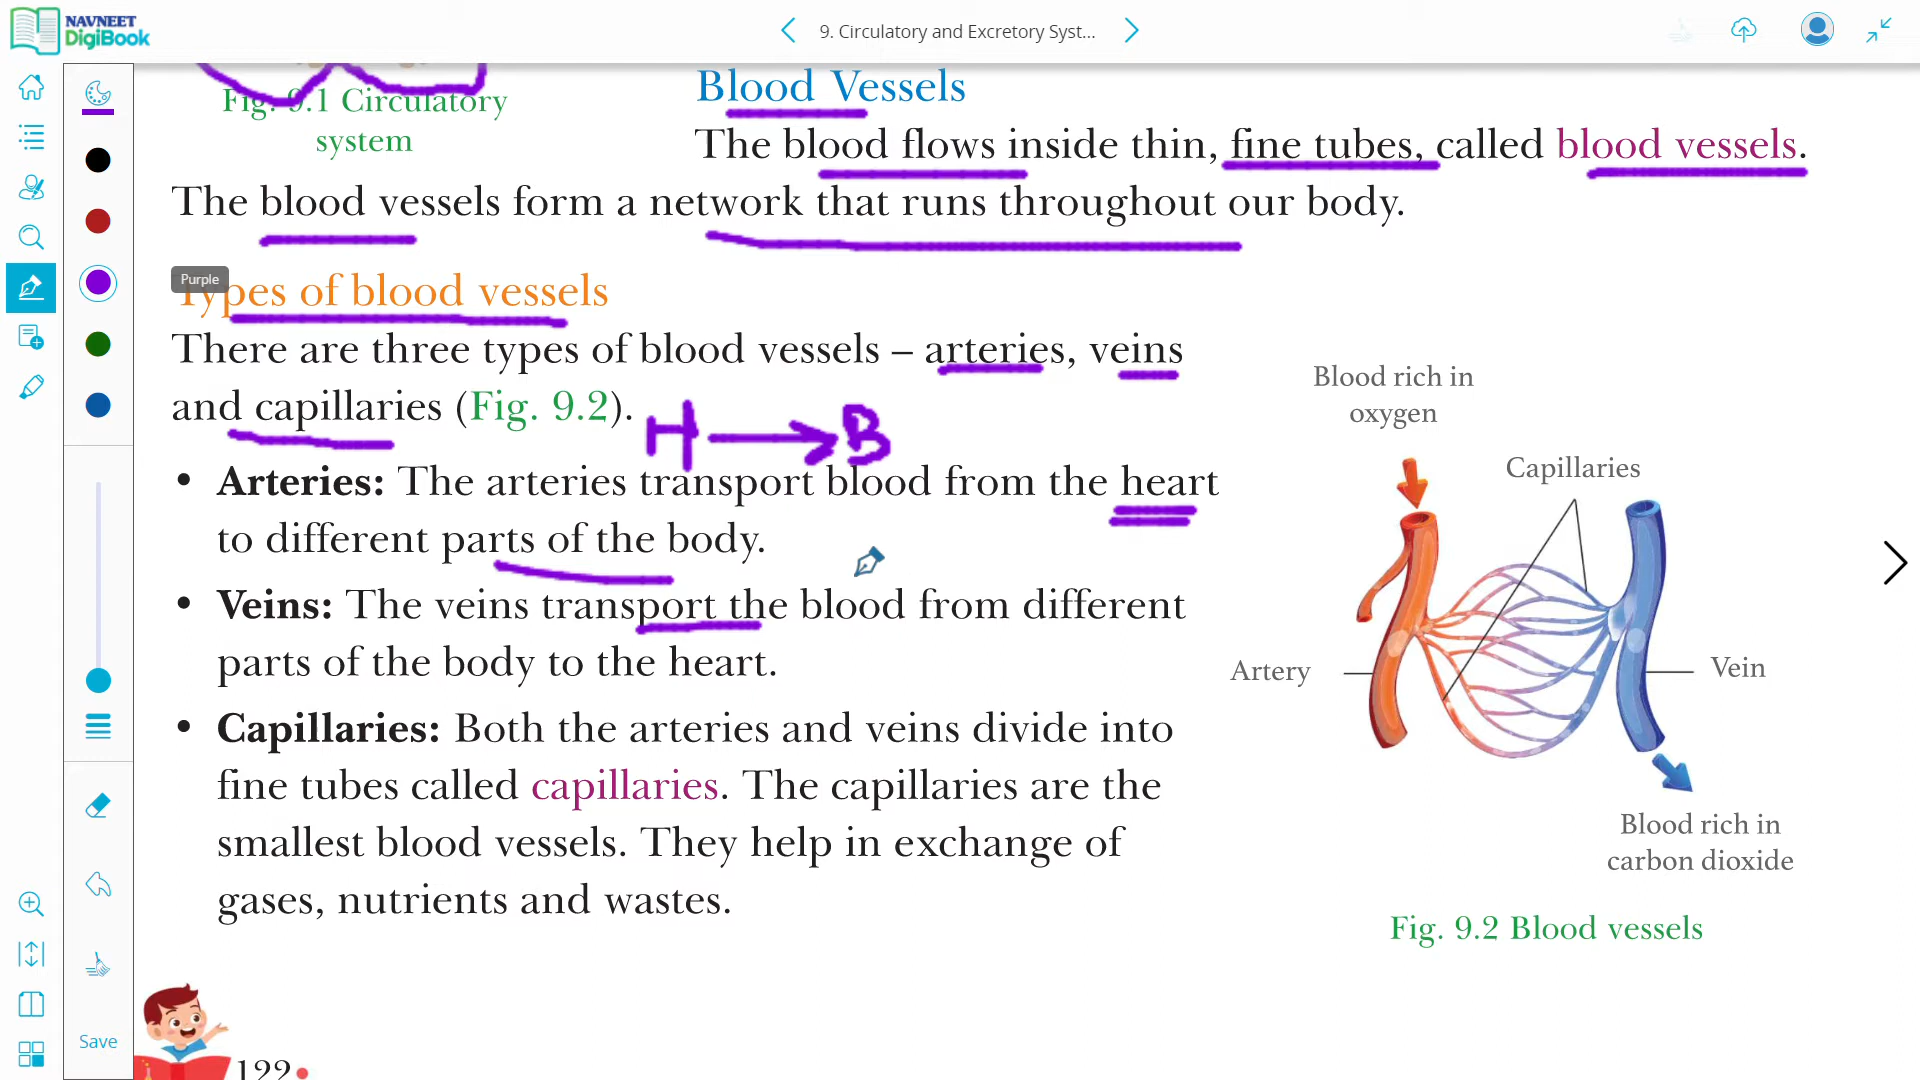 NAVNEET
DigiBook
9. Circulatory and Excretory Syst...
Fig. 9.1 Circulatory
system
Blood Vessels
The blood flows inside thin, fine tubes, called blood vessels.
The blood vessels form a network that runs throughout our body.
Purple
Types of blood vessels
There are three types of blood vessels – arteries, veins
and capillaries (Fig. 9.2).
H → B
• Arteries: The arteries transport blood from the heart
to different parts of the body.
• Veins: The veins transport the blood from different
parts of the body to the heart.
• Capillaries: Both the arteries and veins divide into
fine tubes called capillaries. The capillaries are the
smallest blood vessels. They help in exchange of
gases, nutrients and wastes.
Blood rich in
oxygen
Capillaries
Artery
Vein
Blood rich in
carbon dioxide
Fig. 9.2 Blood vessels
Save
122